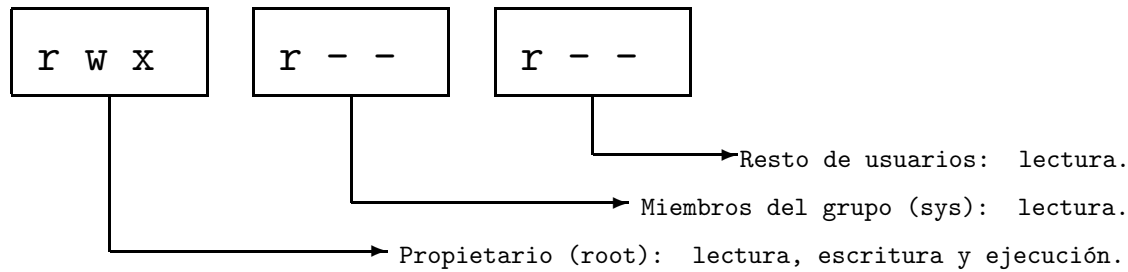 r w x r - - r - -
Resto de usuarios: lectura.
Miembros del grupo (sys): lectura.
Propietario (root): lectura, escritura y ejecución.